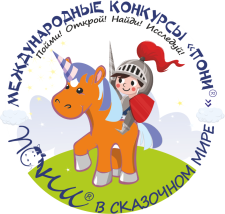 МЕЖДУНАРОДНЫЕ КОНКУРСЫ «ПОНИ®»
Пойми! Открой! Найди! Исследуй!
ПОНИ® В СКАЗОЧНОМ МИРЕ